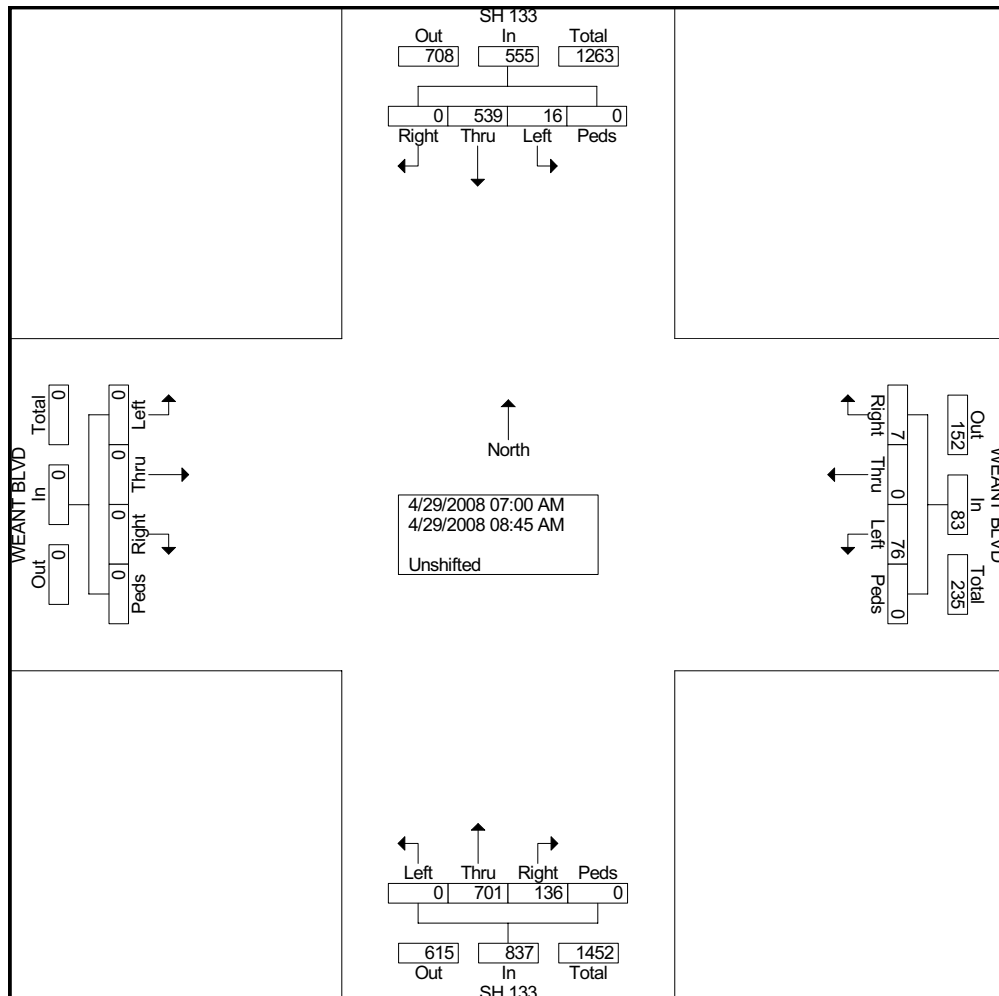 SH 133
Out In Total
708 555 1263
0 539 16 0
Right Thru Left Peds
WEANT BLVD
Total In Out
0 0 0
0 0 0 0
Left Thru Right Peds
North
4/29/2008 07:00 AM
4/29/2008 08:45 AM
Unshifted
Right Thru Left Peds
7 0 76 0
152 83 235
Out In Total
WEANT BLVD
Left Thru Right Peds
0 701 136 0
615 837 1452
Out In Total
SH 133